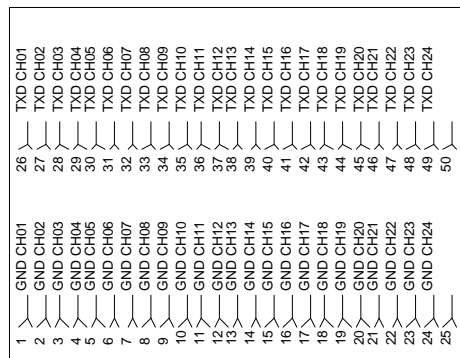 26 TXD CH01
27 TXD CH02
28 TXD CH03
29 TXD CH04
30 TXD CH05
31 TXD CH06
32 TXD CH07
33 TXD CH08
34 TXD CH09
35 TXD CH10
36 TXD CH11
37 TXD CH12
38 TXD CH13
39 TXD CH14
40 TXD CH15
41 TXD CH16
42 TXD CH17
43 TXD CH18
44 TXD CH19
45 TXD CH20
46 TXD CH21
47 TXD CH22
48 TXD CH23
49 TXD CH24
50
1 GND CH01
2 GND CH02
3 GND CH03
4 GND CH04
5 GND CH05
6 GND CH06
7 GND CH07
8 GND CH08
9 GND CH09
10 GND CH10
11 GND CH11
12 GND CH12
13 GND CH13
14 GND CH14
15 GND CH15
16 GND CH16
17 GND CH17
18 GND CH18
19 GND CH19
20 GND CH20
21 GND CH21
22 GND CH22
23 GND CH23
24 GND CH24
25